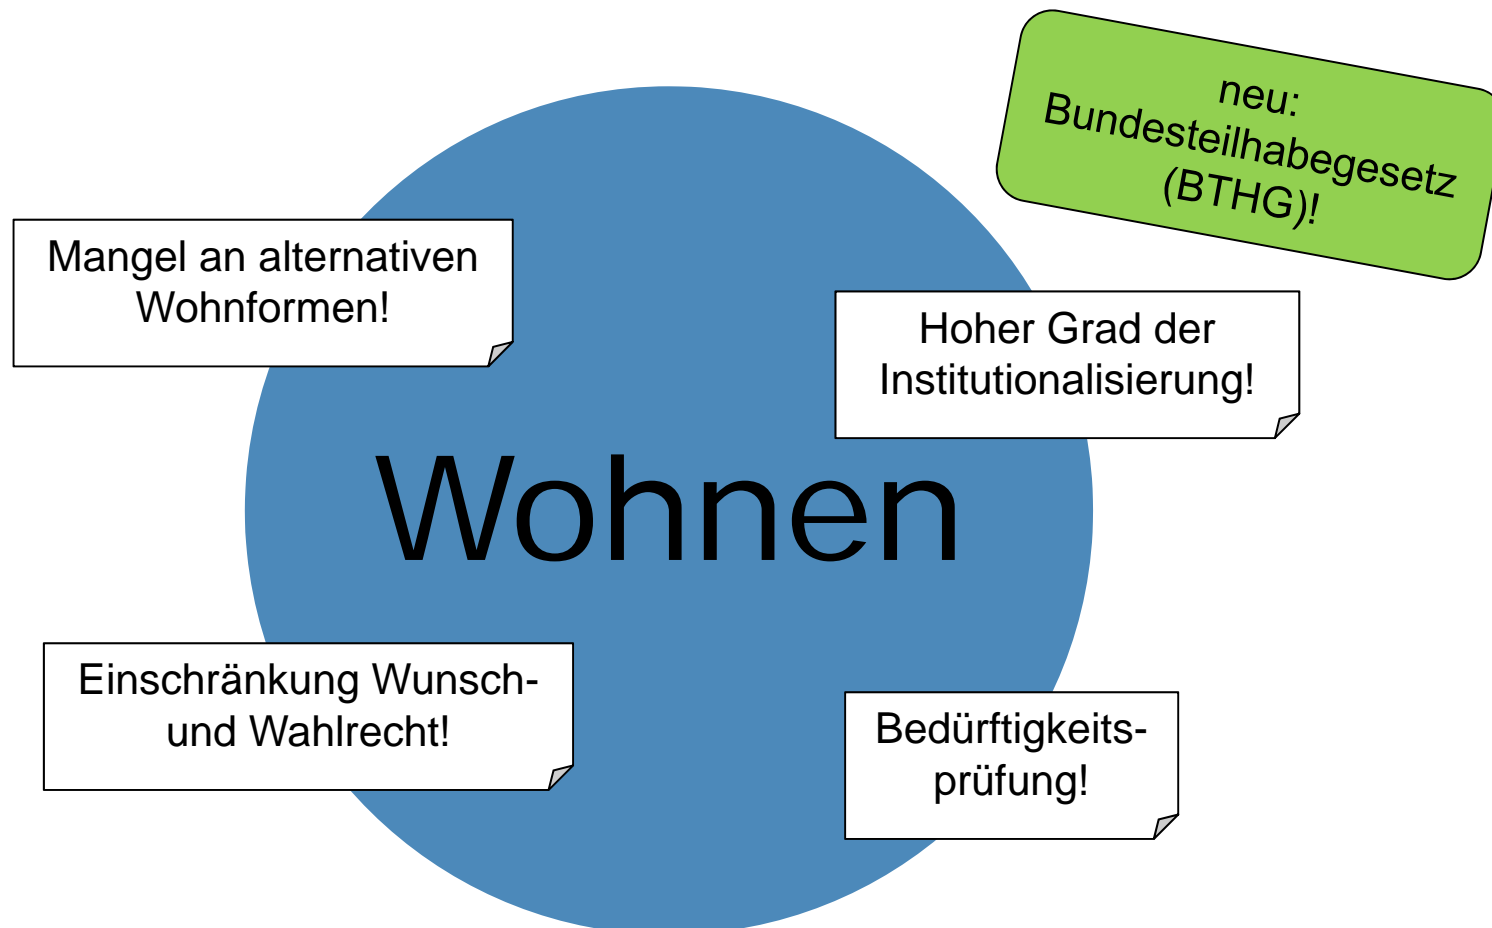 neu:
Bundesteilhabegesetz
(BTHG)!
Mangel an alternativen
Wohnformen!
Hoher Grad der
Institutionalisierung!
Wohnen
Einschränkung Wunsch-
und Wahlrecht!
Bedürftigkeits-
prüfung!